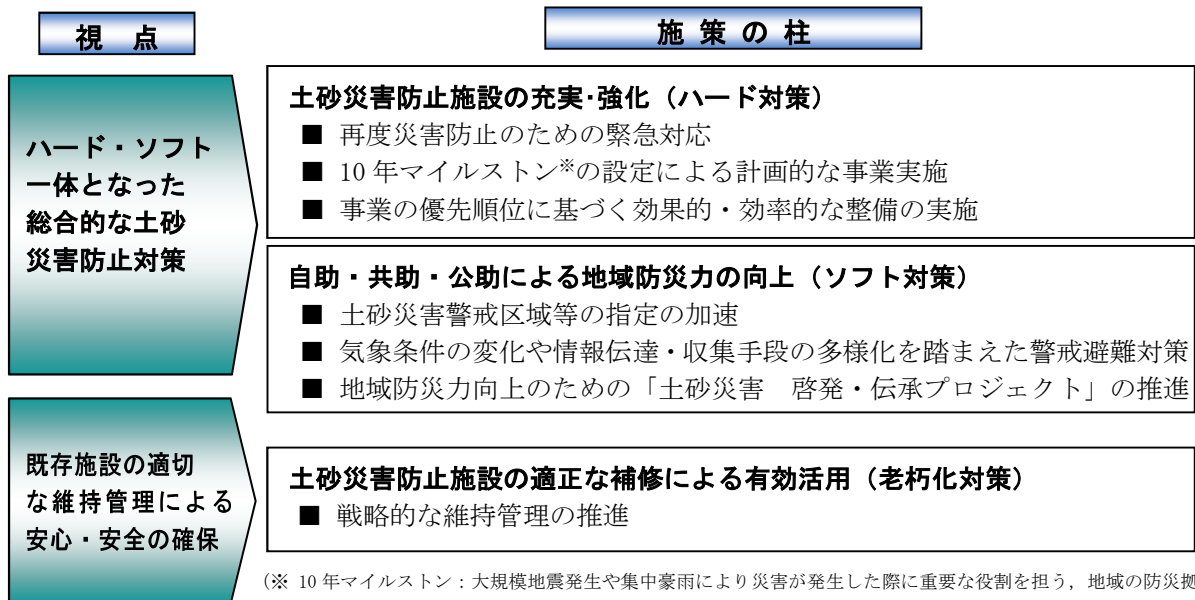 視 点
施 策 の 柱
ハード・ソフト
一体となった
総合的な土砂
災害防止対策
土砂災害防止施設の充実･強化（ハード対策）
■ 再度災害防止のための緊急対応
■ 10 年マイルストン※の設定による計画的な事業実施
■ 事業の優先順位に基づく効果的・効率的な整備の実施
自助・共助・公助による地域防災力の向上（ソフト対策）
■ 土砂災害警戒区域等の指定の加速
■ 気象条件の変化や情報伝達・収集手段の多様化を踏まえた警戒避難対策
■ 地域防災力向上のための「土砂災害　啓発・伝承プロジェクト」の推進
既存施設の適切
な維持管理による
安心・安全の確保
土砂災害防止施設の適正な補修による有効活用（老朽化対策）
■ 戦略的な維持管理の推進
(※ 10 年マイルストン：大規模地震発生や集中豪雨により災害が発生した際に重要な役割を担う，地域の防災拠